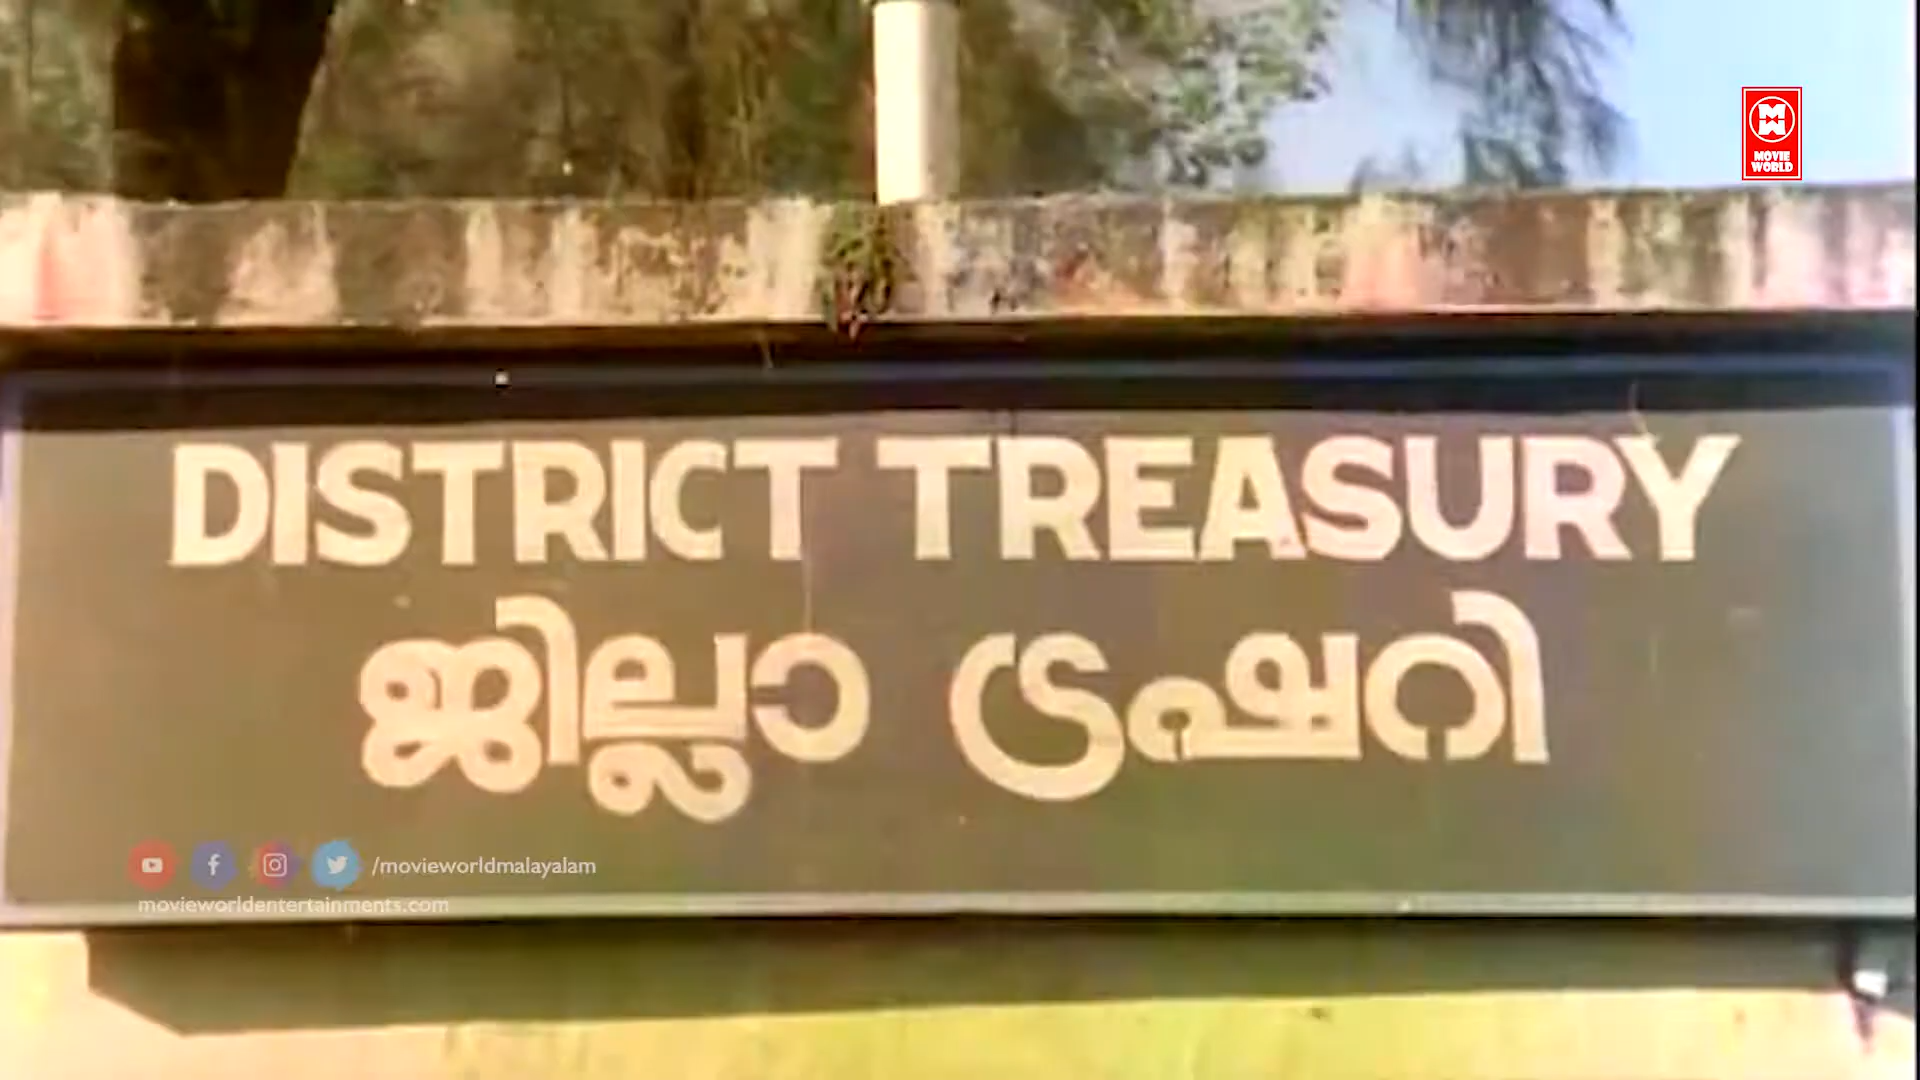 MOVIE
WORLD
DISTRICT TREASURY
ജില്ലാ ട്രഷറി
/movieworldmalayalam
movieworldentertainments.com